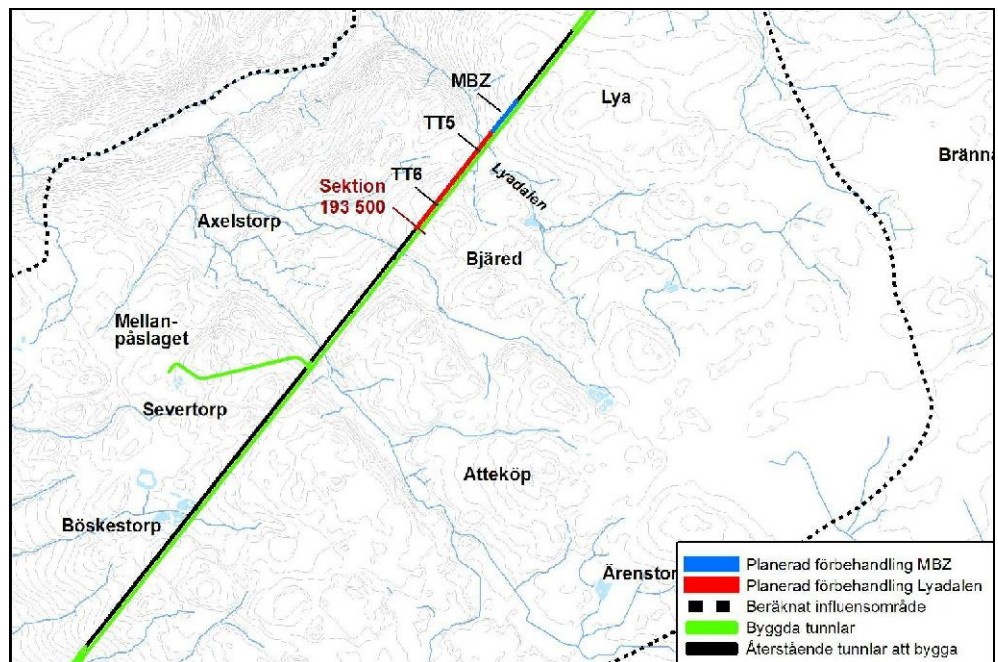 MBZ
Lya
TT5
Bränna
Lyadalen
TT6
Sektion
193 500
Axelstorp
Bjäred
Mellan-
påslaget
Severtorp
Atteköp
Böskestorp
Ärenstor
Planerad förbehandling MBZ
Planerad förbehandling Lyadalen
Beräknat influensområde
Byggda tunnlar
Återstående tunnlar att bygga